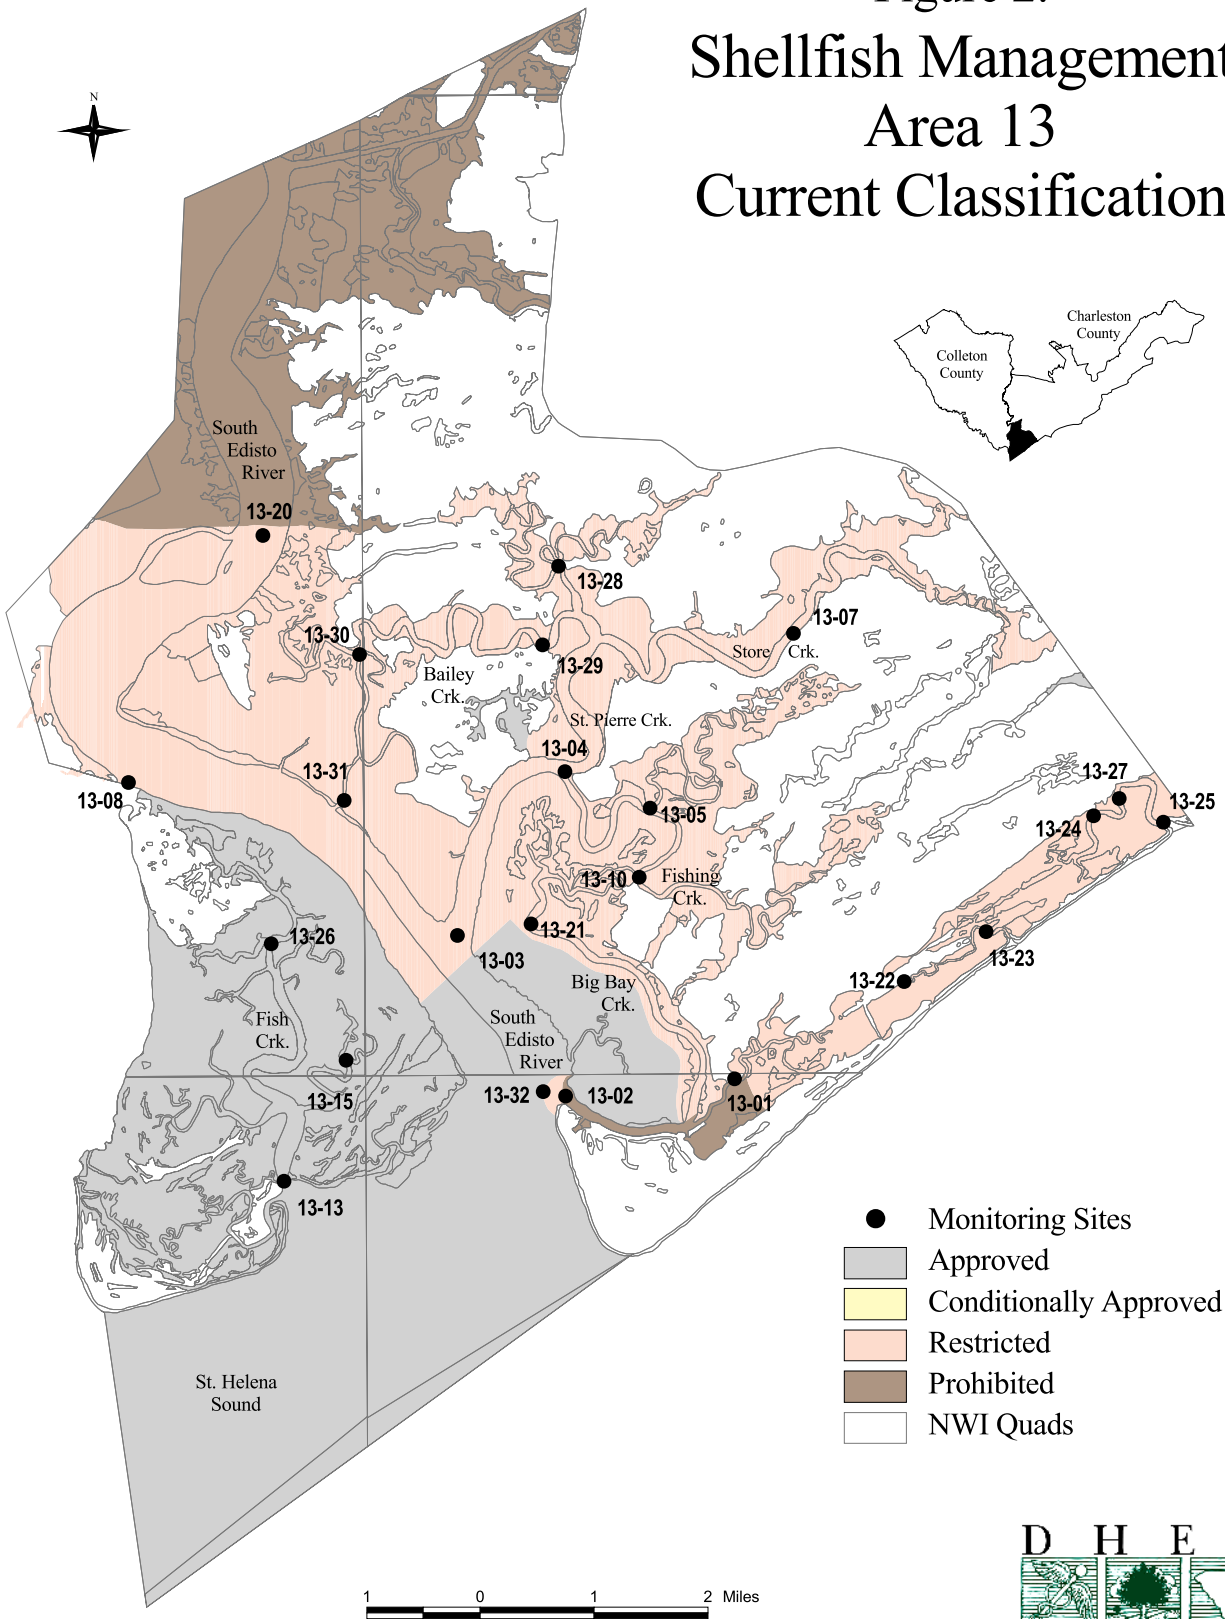 Figure 2.
Shellfish Management
Area 13
Current Classification
N
Charleston
County
Colleton
County
South
Edisto
River
13-20
13-28
13-07
13-30
Store Crk.
13-29
Bailey
Crk.
St. Pierre Crk.
13-04
13-31
13-27
13-08
13-05
13-25
13-24
13-10
Fishing
Crk.
13-21
13-26
13-03
13-23
Big Bay
Crk.
13-22
Fish
Crk.
South
Edisto
River
13-32
13-02
13-15
13-01
13-13
Monitoring Sites
Approved
Conditionally Approved
Restricted
Prohibited
NWI Quads
St. Helena
Sound
D H E
1 0 1 2 Miles